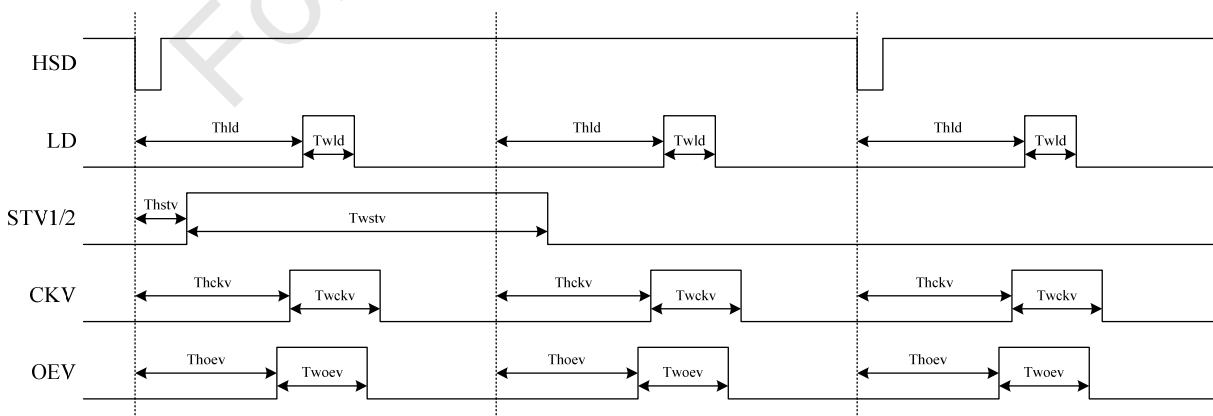 For
HSD
LD
Thld
Twld
Thld
Twld
Thld
Twld
STV1/2
Thstv
Twstv
CKV
Thckv
Twckv
Thckv
Twckv
Thckv
Twckv
OEV
Thoev
Twoev
Thoev
Twoev
Thoev
Twoev